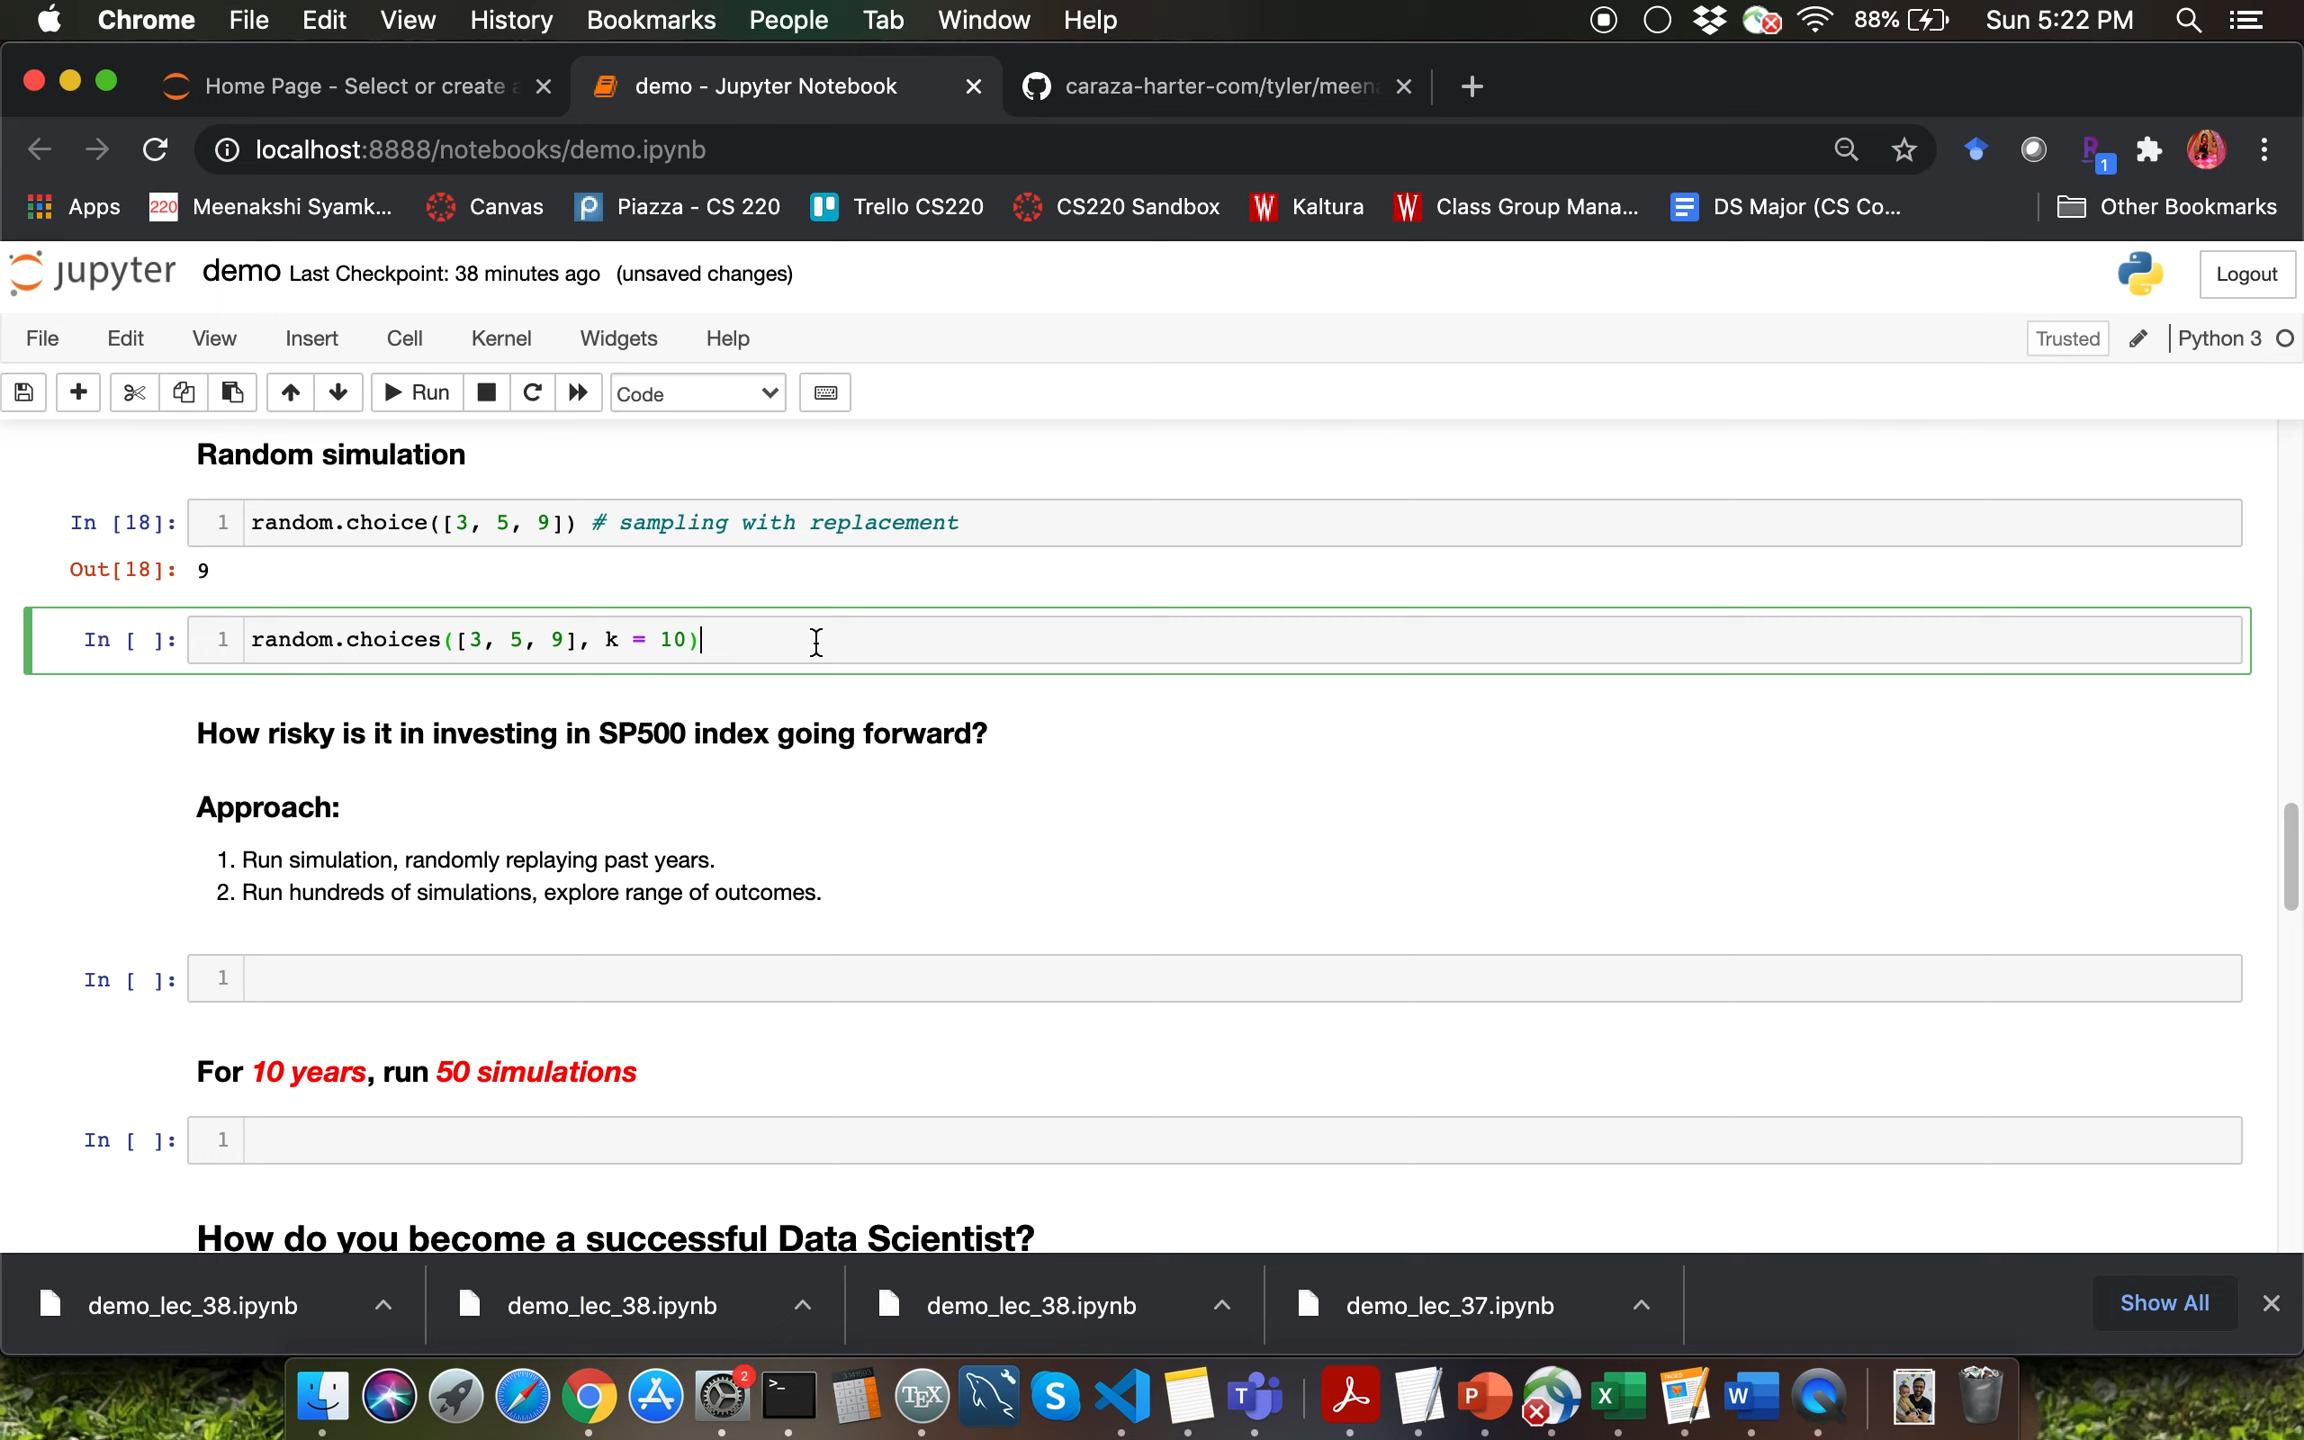 Chrome File Edit View History Bookmarks People Tab Window Help 88% Sun 5:22 PM
Home Page - Select or create a demo - Jupyter Notebook caraza-harter-com/tyler/meena
localhost:8888/notebooks/demo.ipynb 1
Apps 220 Meenakshi Syamk... Canvas Piazza - CS 220 Trello CS220 CS220 Sandbox Kaltura Class Group Mana... DS Major (CS Co... Other Bookmarks
jupyter demo Last Checkpoint: 38 minutes ago (unsaved changes) Logout
File Edit View Insert Cell Kernel Widgets Help Trusted Python 3
Run Code
Random simulation
In [18]: 1 random.choice([3, 5, 9]) # sampling with replacement
Out[18]: 9
In [ ]: 1 random.choices([3, 5, 9], k = 10)
How risky is it in investing in SP500 index going forward?
Approach:
1. Run simulation, randomly replaying past years.
2. Run hundreds of simulations, explore range of outcomes.
In [ ]: 1
For 10 years, run 50 simulations
In [ ]: 1
How do you become a successful Data Scientist?
demo_lec_38.ipynb demo_lec_38.ipynb demo_lec_38.ipynb demo_lec_37.ipynb Show All
2 TEX S T P X W